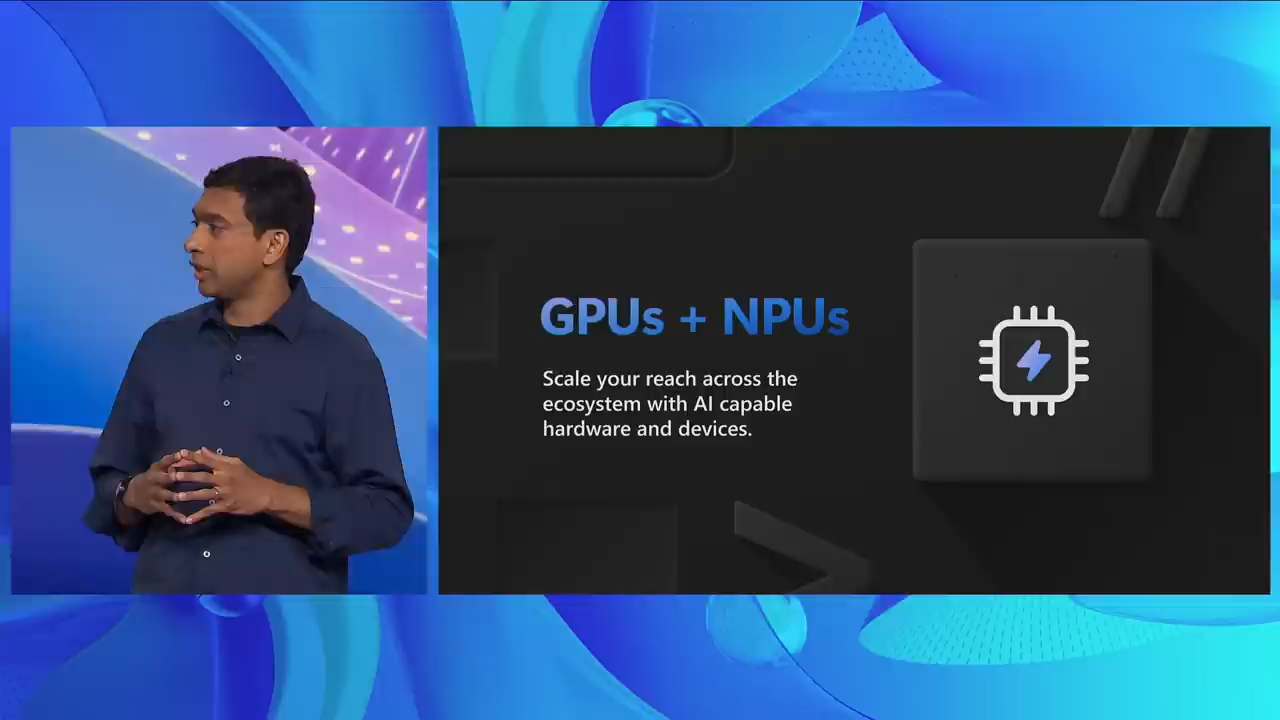 GPUs + NPUs
Scale your reach across the
ecosystem with AI capable
hardware and devices.